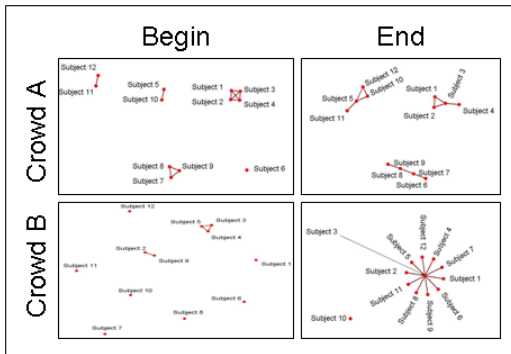 Begin
End
Crowd A
Subject 12
Subject 11
Subject 5
Subject 10
Subject 1
Subject 3
Subject 2
Subject 4
Subject 8
Subject 9
Subject 7
Subject 6
Subject 12
Subject 10
Subject 5
Subject 11
Subject 3
Subject 1
Subject 2
Subject 4
Subject 9
Subject 8
Subject 7
Subject 6
Crowd B
Subject 12
Subject 5
Subject 3
Subject 4
Subject 2
Subject 9
Subject 1
Subject 11
Subject 10
Subject 6
Subject 8
Subject 7
Subject 3
Subject 12
Subject 4
Subject 5
Subject 7
Subject 2
Subject 1
Subject 11
Subject 6
Subject 8
Subject 9
Subject 10